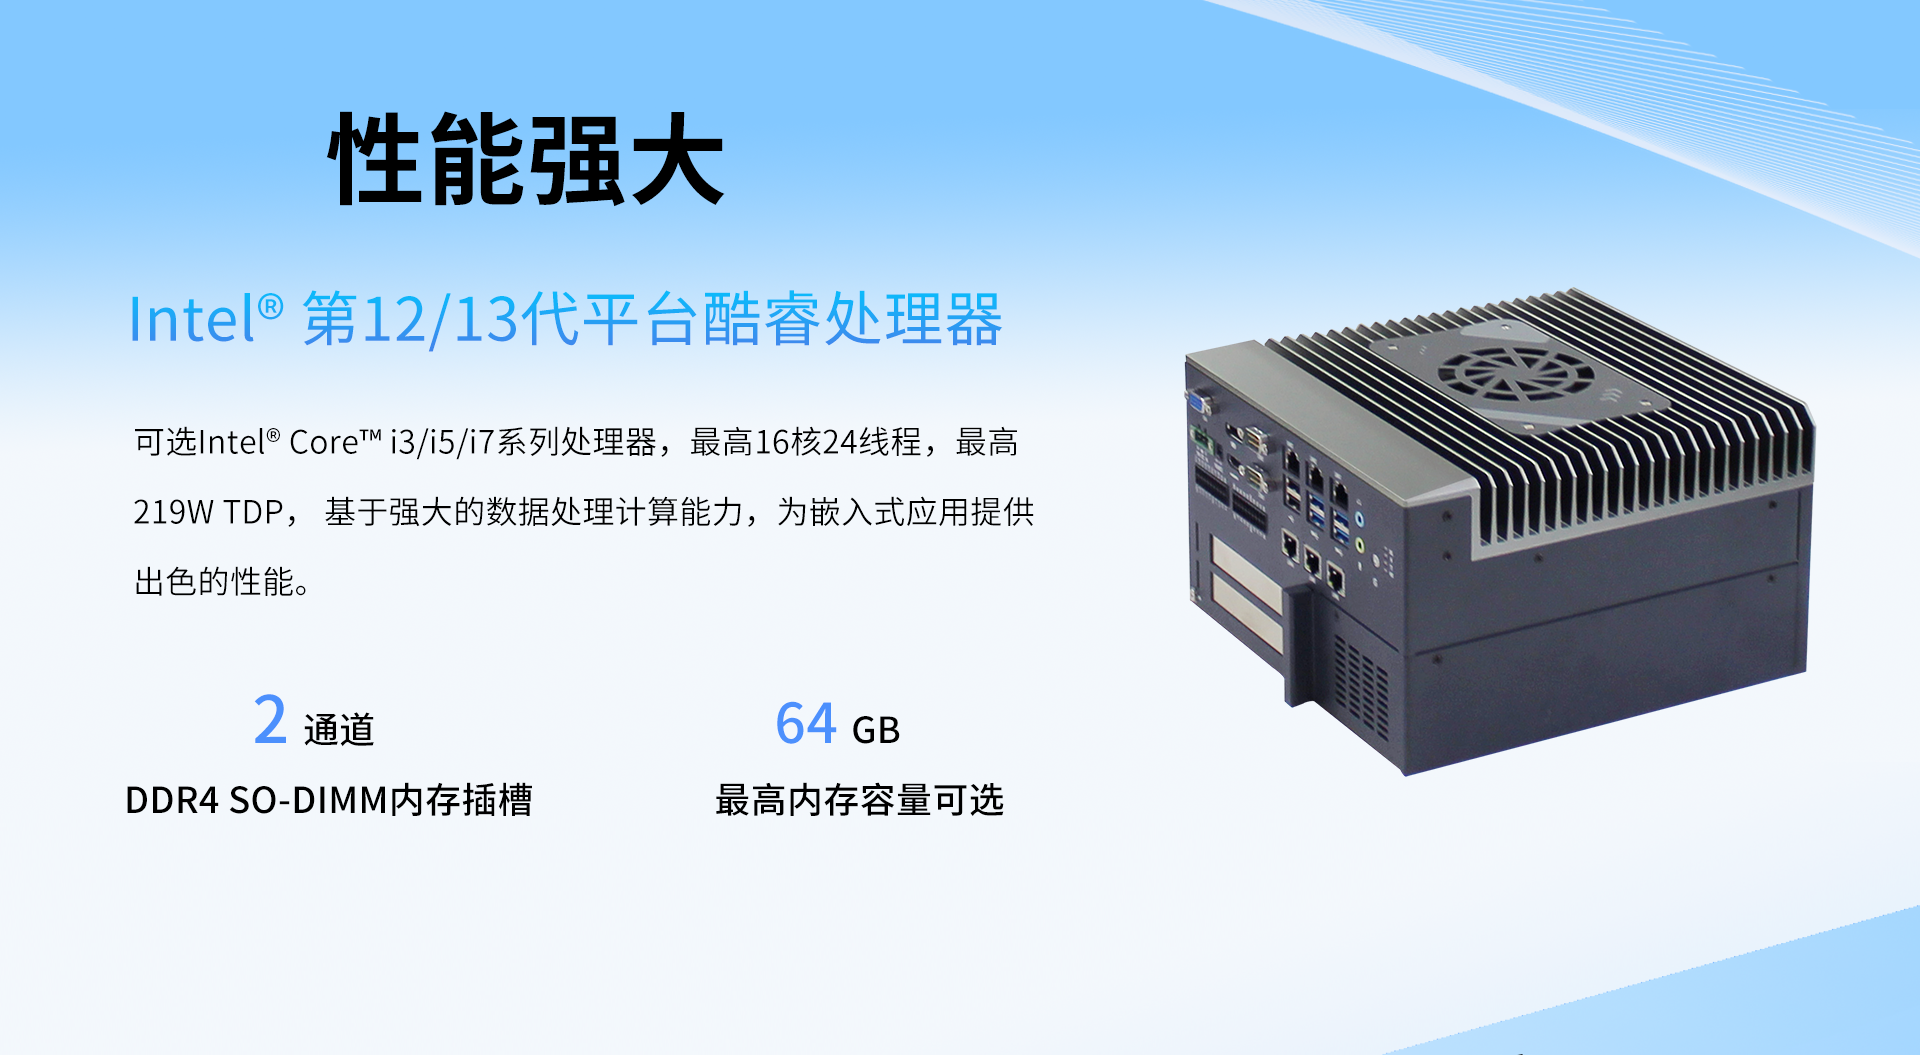 性能强大
Intel® 第12/13代平台酷睿处理器
可选Intel® Core™ i3/i5/i7系列处理器，最高16核24线程，最高
219W TDP， 基于强大的数据处理计算能力，为嵌入式应用提供
出色的性能。
2 通道
DDR4 SO-DIMM内存插槽
64 GB
最高内存容量可选